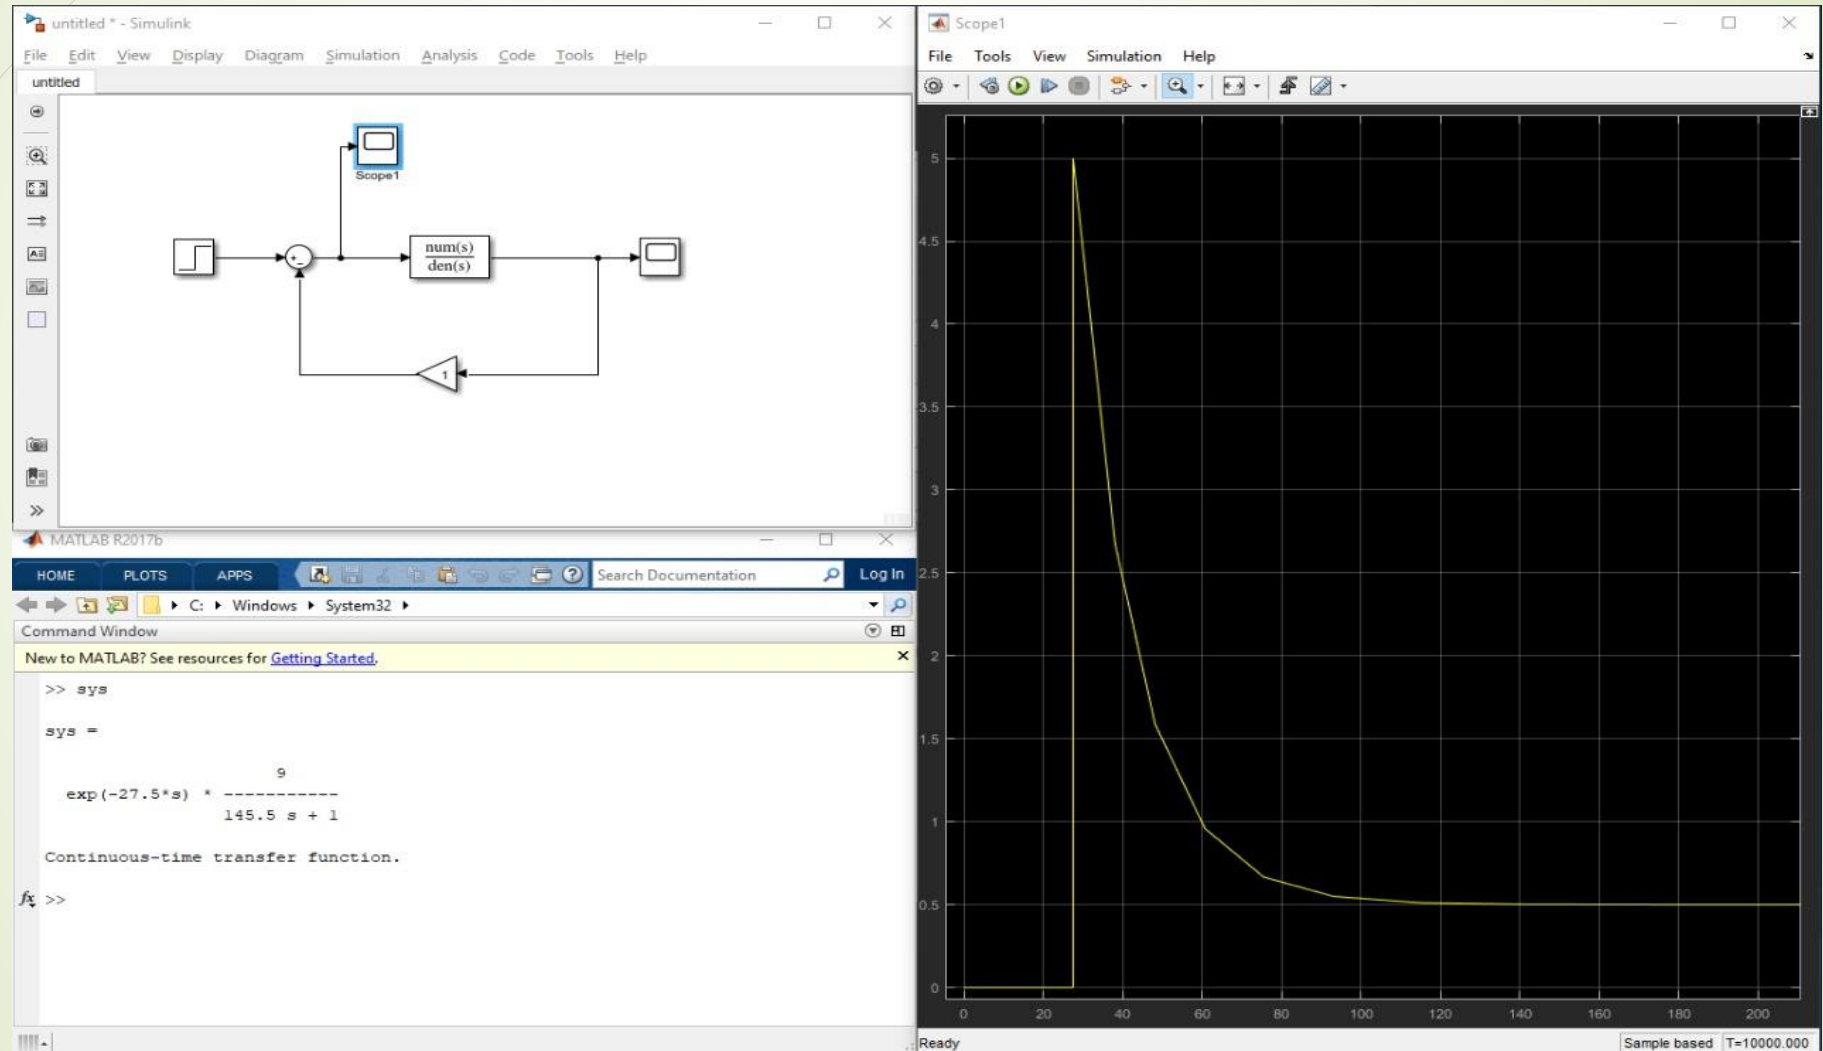 untitled * - Simulink
File Edit View Display Diagram Simulation Analysis Code Tools Help
untitled
Scope1
num(s)
den(s)
1
MATLAB R2017b
HOME PLOTS APPS Search Documentation Log In
C: Windows System32
Command Window
New to MATLAB? See resources for Getting Started.
>> sys
sys =
9
exp(-27.5*s) * -----------
145.5 s + 1
Continuous-time transfer function.
fx >>
Scope1
File Tools View Simulation Help
5
4.5
4
3.5
3
2.5
2
1.5
1
0.5
0
0 20 40 60 80 100 120 140 160 180 200
Ready Sample based T=10000.000